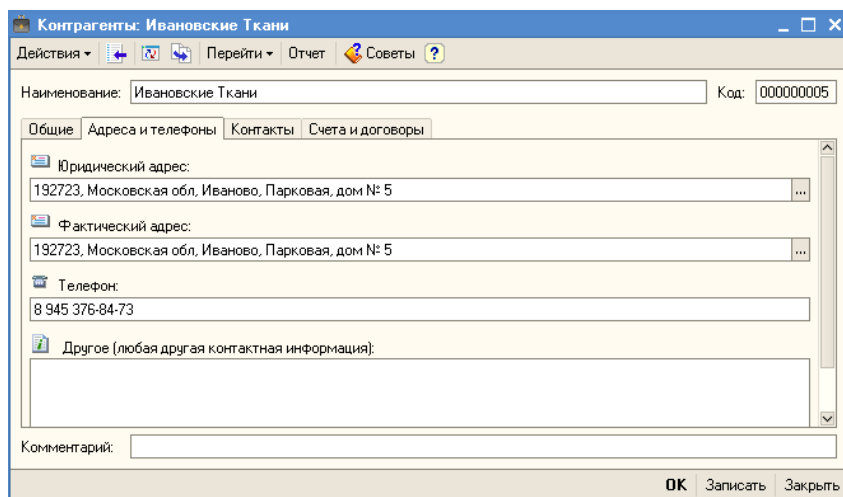 Контрагенты: Ивановские Ткани
Действия Перейти Отчет Советы ?
Наименование: Ивановские Ткани Код: 000000005
Общие Адреса и телефоны Контакты Счета и договоры
Юридический адрес:
192723, Московская обл, Иваново, Парковая, дом № 5 ...
Фактический адрес:
192723, Московская обл, Иваново, Парковая, дом № 5 ...
Телефон:
8 945 376-84-73
Другое (любая другая контактная информация):
Комментарий:
OK Записать Закрыть